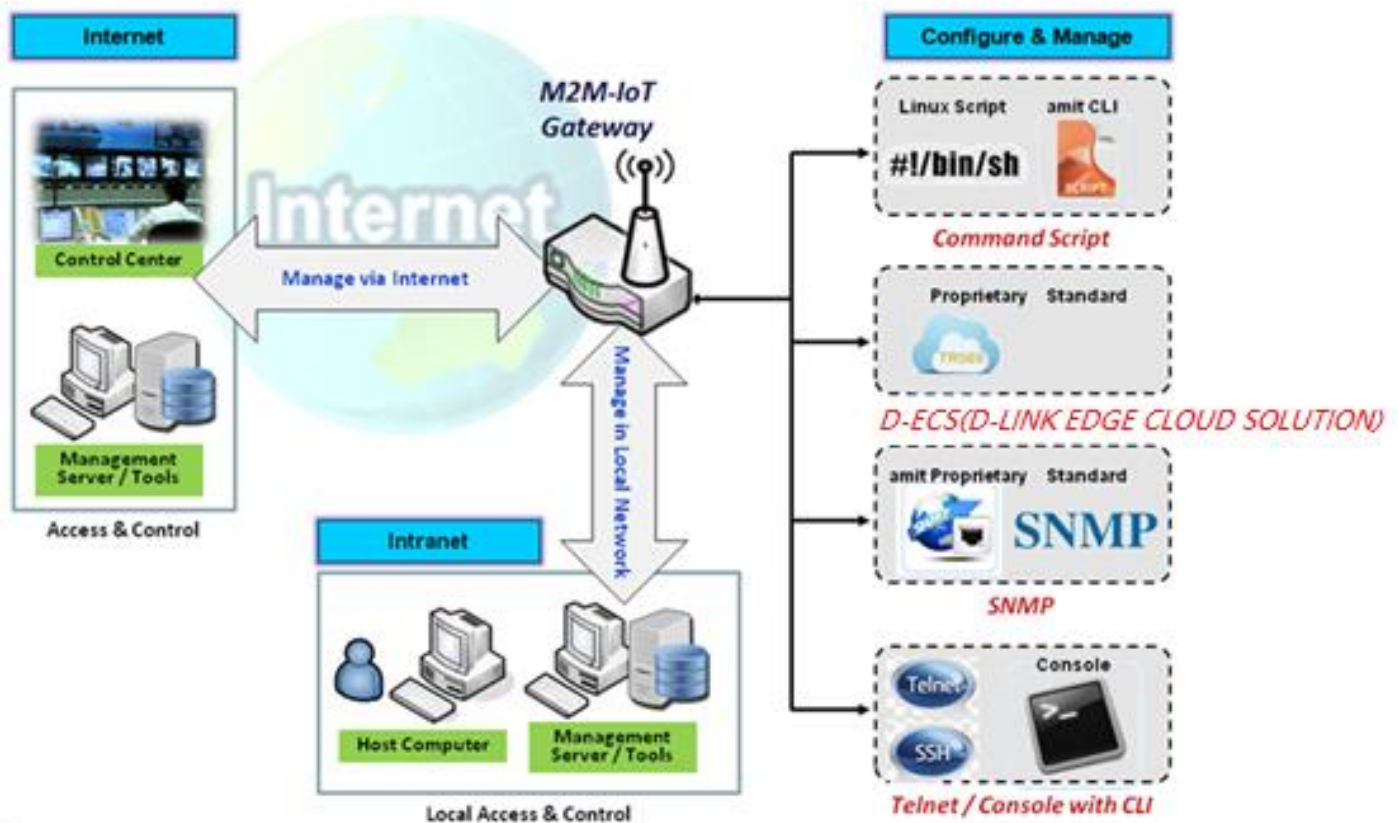 Internet
Control Center
Management
Server / Tools
Access & Control
Internet
M2M-IoT
Gateway
Manage via Internet
Manage in Local Network
Intranet
Host Computer
Management
Server / Tools
Local Access & Control
Configure & Manage
Linux Script
amit CLI
#!/bin/sh
SCRIPT
Command Script
Proprietary
Standard
D-ECS(D-LINK EDGE CLOUD SOLUTION)
amit Proprietary
Standard
SNMP
SNMP
Telnet
SSH
Console
>_
Telnet / Console with CLI